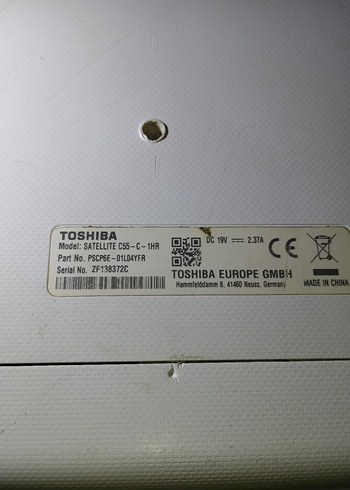 TOSHIBA
Model: SATELLITE C55-C-1HR
Part No. PSCP6E-01L04YFR
Serial No. ZF138372C
DC 19V 2.37A
CE
TOSHIBA EUROPE GMBH
Hammfelddamm 8, 41460 Neuss, Germany
MADE IN CHINA